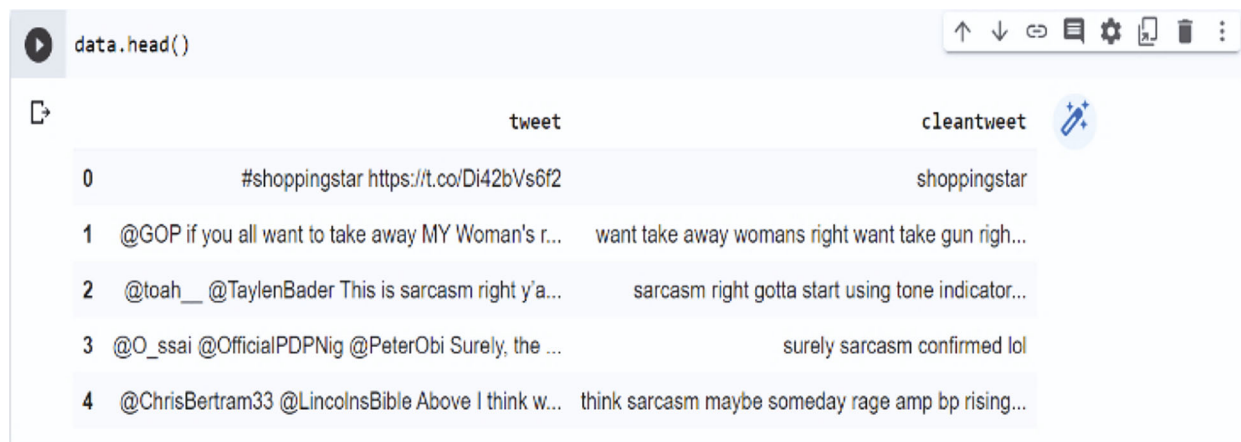 data.head()
tweet cleantweet
0 #shoppingstar https://t.co/Di42bVs6f2 shoppingstar
1 @GOP if you all want to take away MY Woman's r... want take away womans right want take gun righ...
2 @toah__ @TaylenBader This is sarcasm right y'a... sarcasm right gotta start using tone indicator...
3 @O_ssai @OfficialPDPNig @PeterObi Surely, the ... surely sarcasm confirmed lol
4 @ChrisBertram33 @LincolnsBible Above I think w... think sarcasm maybe someday rage amp bp rising...